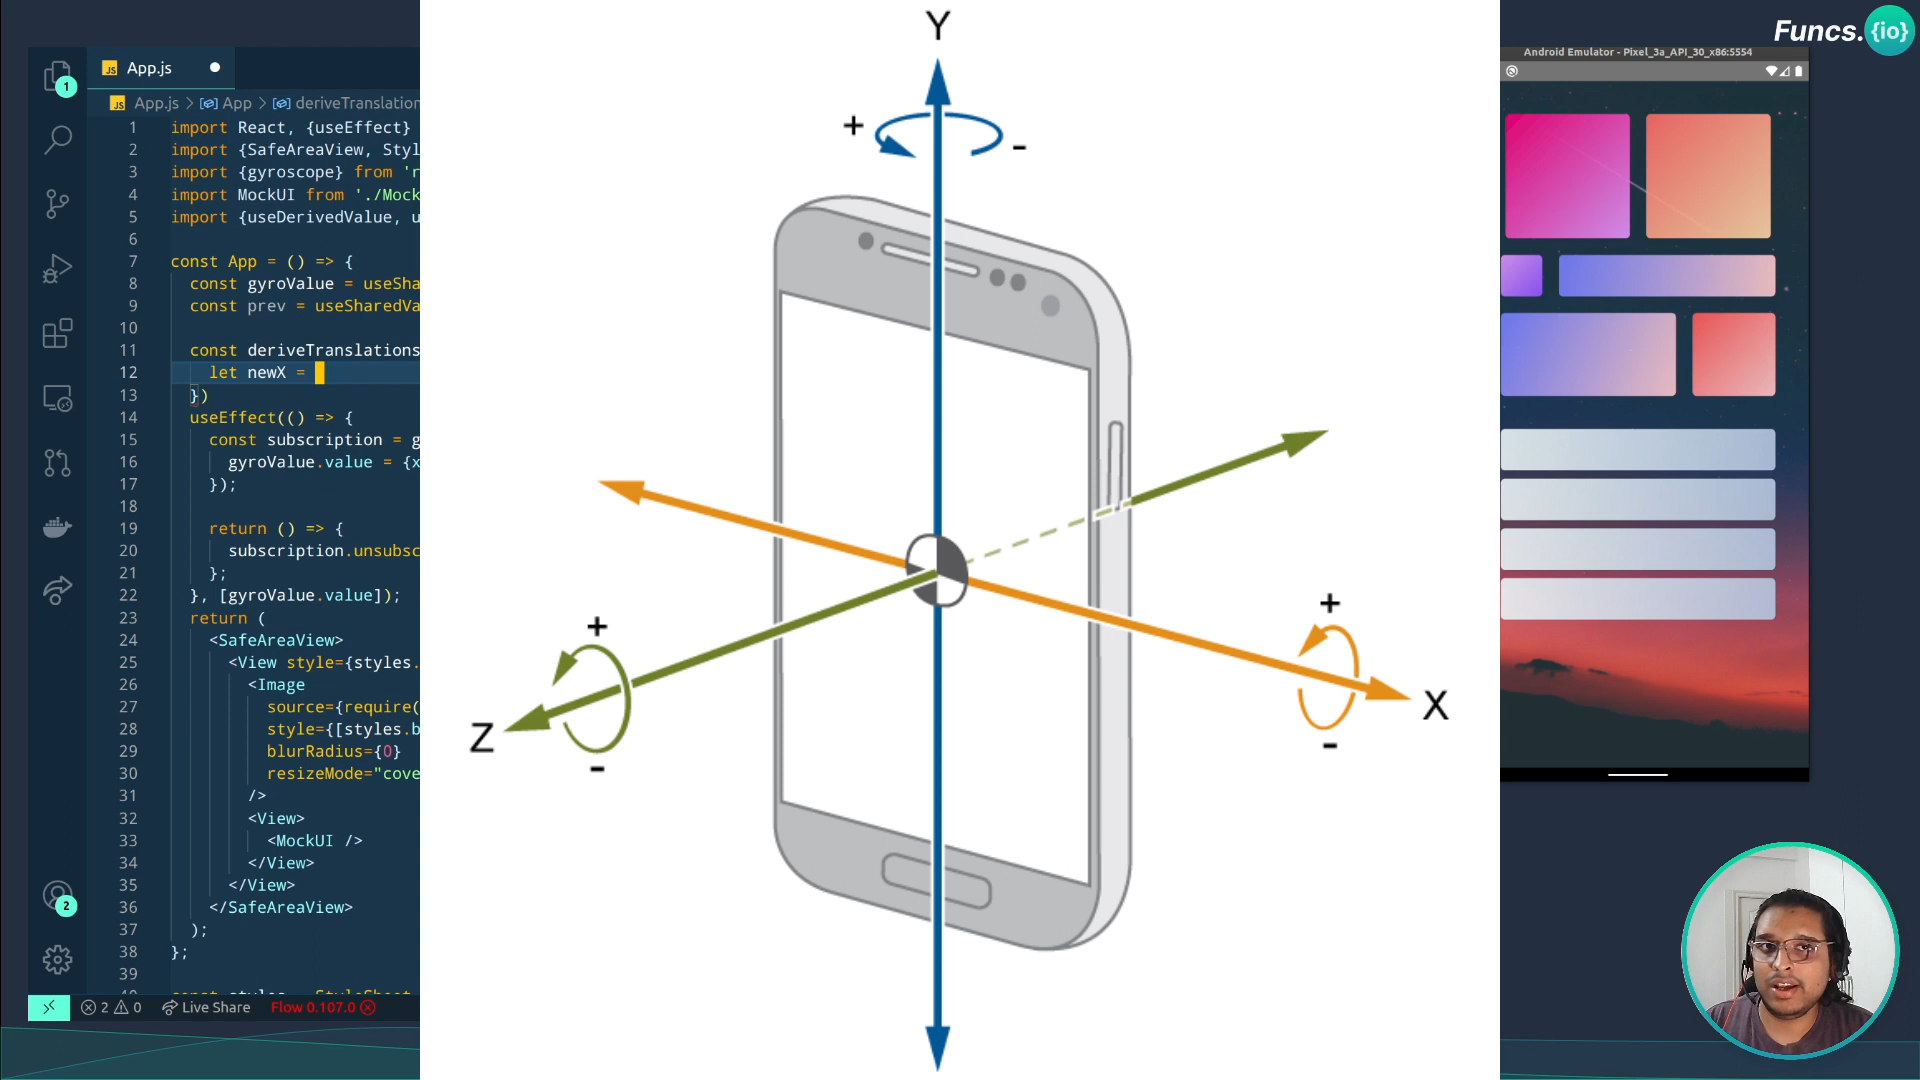 Funcs.{io}
Android Emulator - Pixel_3a_API_30_x86:5554
JS App.js
1
JS App.js > App > deriveTranslation
1 import React, {useEffect}
2 import {SafeAreaView, Styl
3 import {gyroscope} from 'r
4 import MockUI from './Mock
5 import {useDerivedValue, u
6
7 const App = () => {
8 const gyroValue = useSha
9 const prev = useSharedVa
10
11 const deriveTranslations
12 let newX =
13 })
14 useEffect(() => {
15 const subscription = g
16 gyroValue.value = {x
17 });
18
19 return () => {
20 subscription.unsubsc
21 };
22 }, [gyroValue.value]);
23 return (
24 <SafeAreaView>
25 <View style={styles.
26 <Image
27 source={require(
28 style={[styles.b
29 blurRadius={0}
30 resizeMode="cove
31 />
32 <View>
33 <MockUI />
34 </View>
35 </View>
36 </SafeAreaView>
37 );
38 };
39
2
2 0 Live Share Flow 0.107.0
Y
+ -
+
X
-
+
Z
-